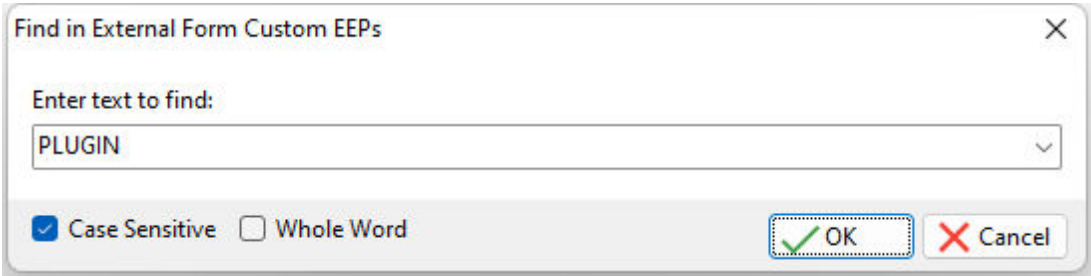 Find in External Form Custom EEPs
Enter text to find:
PLUGIN
Case Sensitive Whole Word OK Cancel